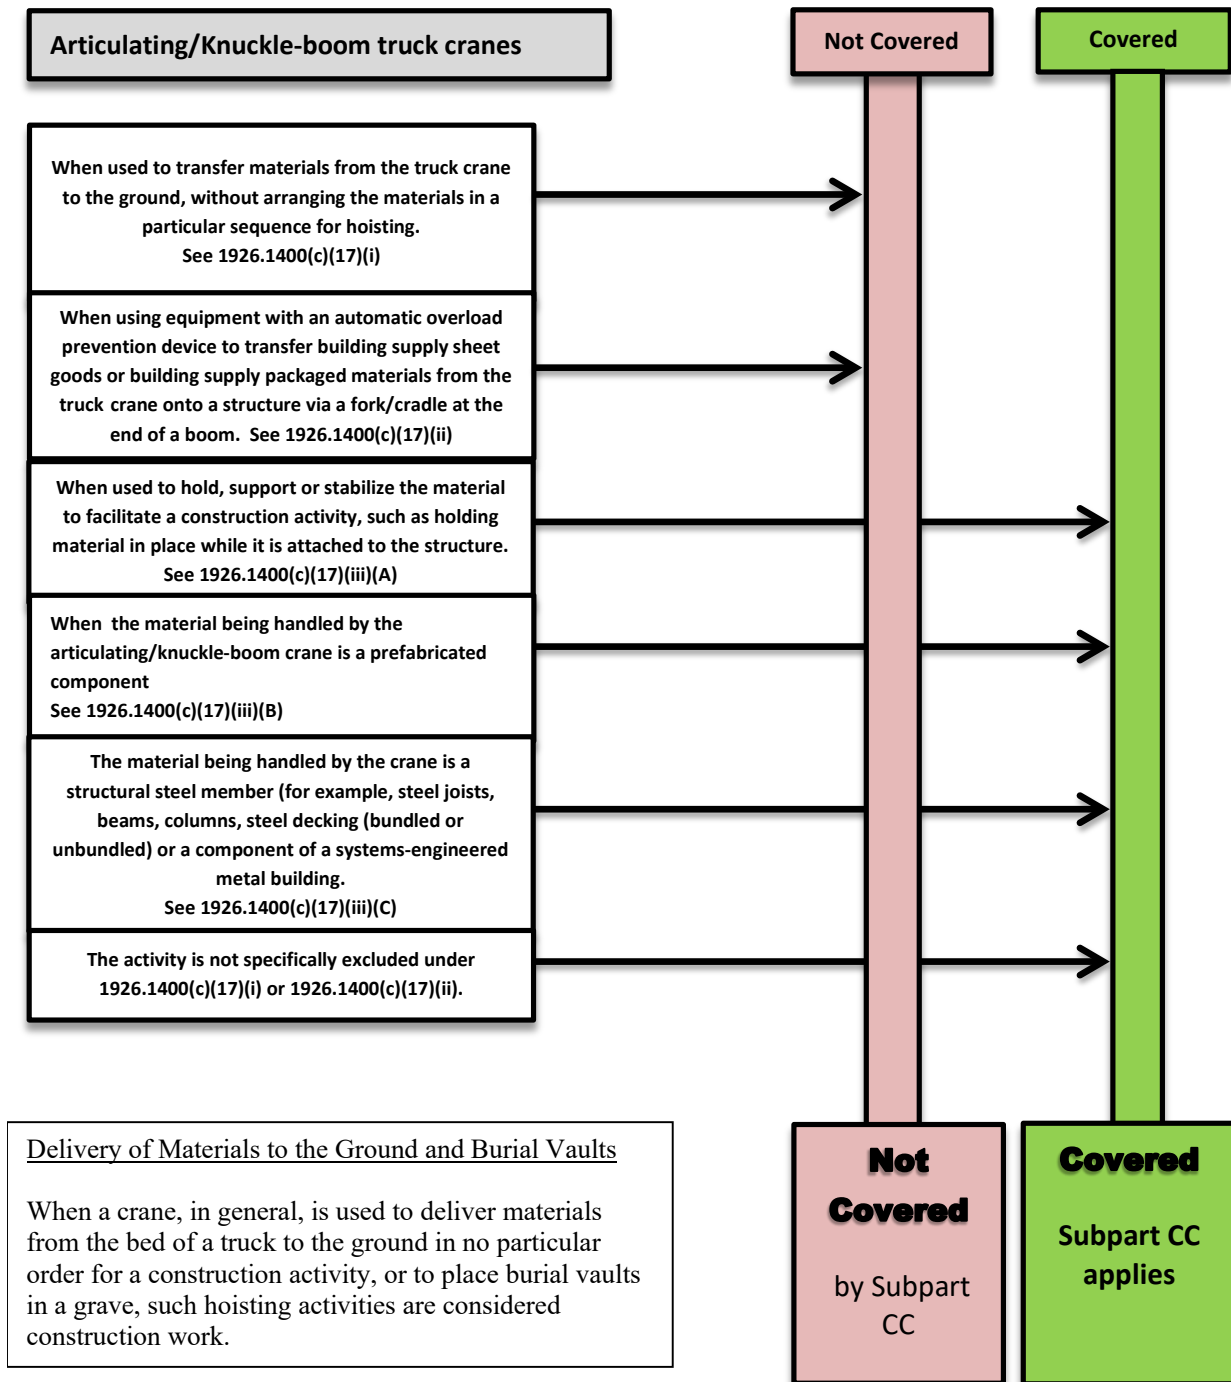 Articulating/Knuckle-boom truck cranes
Not Covered
Covered
When used to transfer materials from the truck crane
to the ground, without arranging the materials in a
particular sequence for hoisting.
See 1926.1400(c)(17)(i)
When using equipment with an automatic overload
prevention device to transfer building supply sheet
goods or building supply packaged materials from the
truck crane onto a structure via a fork/cradle at the
end of a boom.  See 1926.1400(c)(17)(ii)
When used to hold, support or stabilize the material
to facilitate a construction activity, such as holding
material in place while it is attached to the structure.
See 1926.1400(c)(17)(iii)(A)
When  the material being handled by the
articulating/knuckle-boom crane is a prefabricated
component
See 1926.1400(c)(17)(iii)(B)
The material being handled by the crane is a
structural steel member (for example, steel joists,
beams, columns, steel decking (bundled or
unbundled) or a component of a systems-engineered
metal building.
See 1926.1400(c)(17)(iii)(C)
The activity is not specifically excluded under
1926.1400(c)(17)(i) or 1926.1400(c)(17)(ii).
Delivery of Materials to the Ground and Burial Vaults
When a crane, in general, is used to deliver materials
from the bed of a truck to the ground in no particular
order for a construction activity, or to place burial vaults
in a grave, such hoisting activities are considered
construction work.
Not
Covered
by Subpart
CC
Covered
Subpart CC
applies